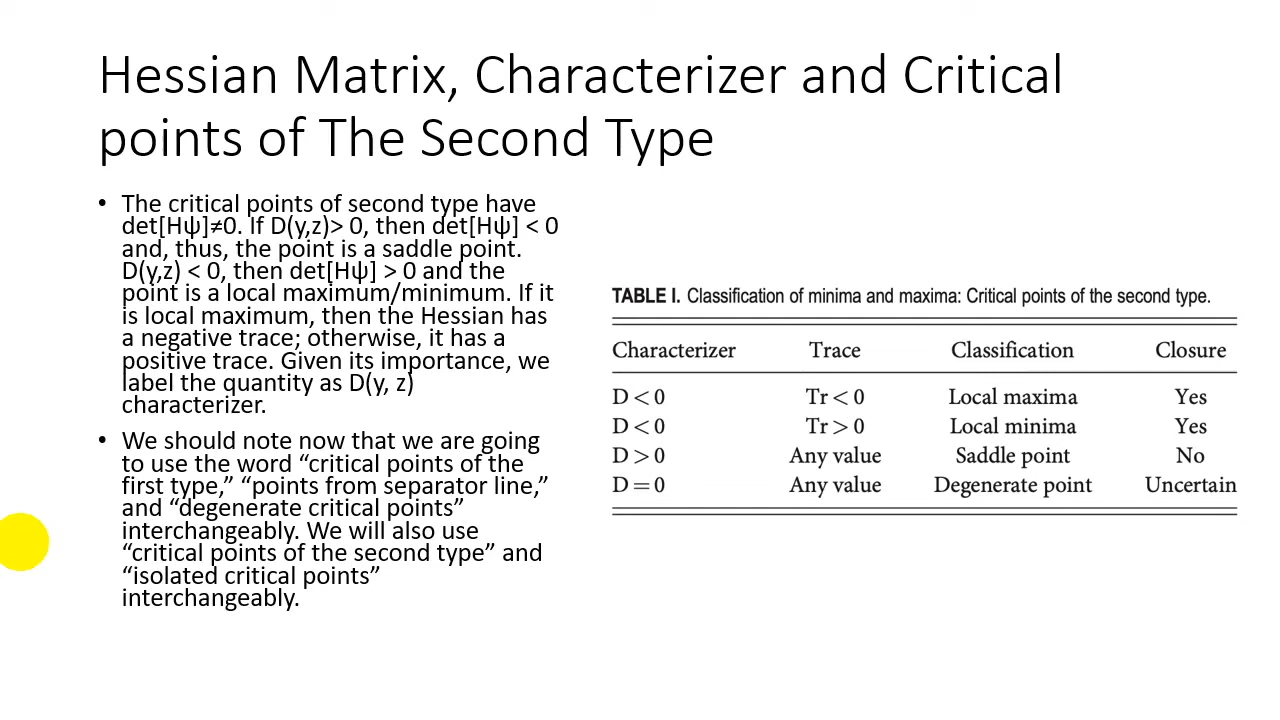 Hessian Matrix, Characterizer and Critical
points of The Second Type
• The critical points of second type have
det[Hψ]≠0. If D(y,z)> 0, then det[Hψ] < 0
and, thus, the point is a saddle point.
D(y,z) < 0, then det[Hψ] > 0 and the
point is a local maximum/minimum. If it
is local maximum, then the Hessian has
a negative trace; otherwise, it has a
positive trace. Given its importance, we
label the quantity as D(y, z)
characterizer.
• We should note now that we are going
to use the word “critical points of the
first type,” “points from separator line,”
and “degenerate critical points”
interchangeably. We will also use
“critical points of the second type” and
“isolated critical points”
interchangeably.
TABLE I. Classification of minima and maxima: Critical points of the second type.
Characterizer Trace Classification Closure
D < 0 Tr < 0 Local maxima Yes
D < 0 Tr > 0 Local minima Yes
D > 0 Any value Saddle point No
D = 0 Any value Degenerate point Uncertain